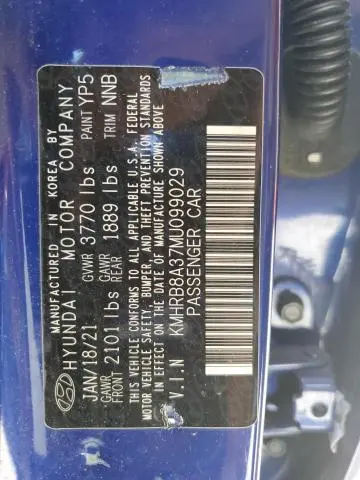 MANUFACTURED IN KOREA BY
HYUNDAI MOTOR COMPANY
JAN/18/21 GVWR 3770 lbs PAINT YP5
GAWR FRONT 2101 lbs GAWR REAR 1889 lbs TRIM NNB
THIS VEHICLE CONFORMS TO ALL APPLICABLE U.S.A. FEDERAL
MOTOR VEHICLE SAFETY, BUMPER, AND THEFT PREVENTION STANDARDS
IN EFFECT ON THE DATE OF MANUFACTURE SHOWN ABOVE
V.I.N KMHRB8A37MU099029
PASSENGER CAR